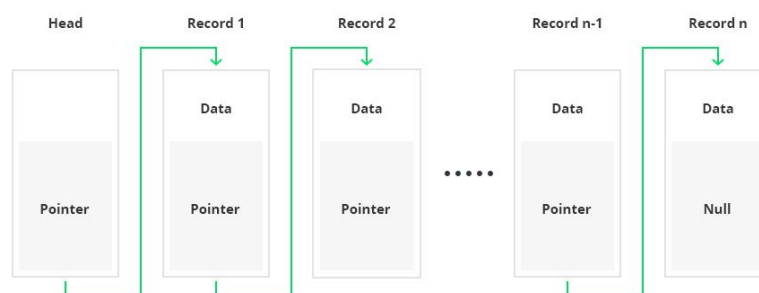 Head Record 1 Record 2 Record n-1 Record n
Data Data Data Data
Pointer Pointer Pointer Pointer Null